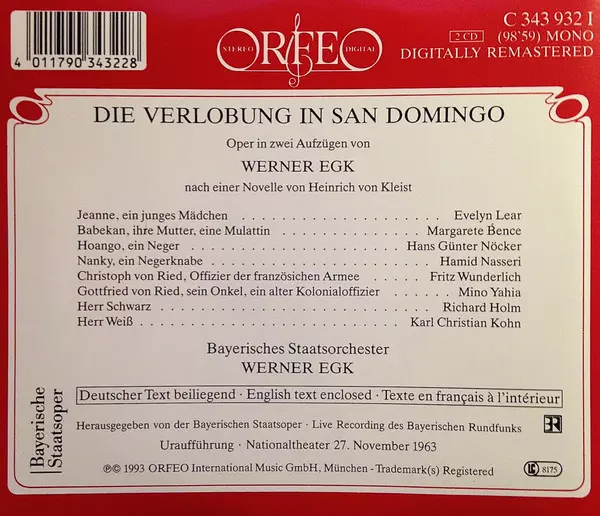 C 343 932 I
2 CD (98'59) MONO
DIGITALLY REMASTERED
STEREO ORFEO DIGITAL
4 011790 343228
DIE VERLOBUNG IN SAN DOMINGO
Oper in zwei Aufzügen von
WERNER EGK
nach einer Novelle von Heinrich von Kleist
Jeanne, ein junges Mädchen . . . . . . . . . . . . . . . . . . . . Evelyn Lear
Babekan, ihre Mutter, eine Mulattin . . . . . . . . . . . . . Margarete Bence
Hoango, ein Neger . . . . . . . . . . . . . . . . . . . Hans Günter Nöcker
Nanky, ein Negerknabe . . . . . . . . . . . . . . . . . . . . Hamid Nasseri
Christoph von Ried, Offizier der französichen Armee . . . . . . Fritz Wunderlich
Gottfried von Ried, sein Onkel, ein alter Kolonialoffizier . . . . . . Mino Yahia
Herr Schwarz . . . . . . . . . . . . . . . . . . . . . . . . . . Richard Holm
Herr Weiß . . . . . . . . . . . . . . . . . . . . . . . . Karl Christian Kohn
Bayerisches Staatsorchester
WERNER EGK
Deutscher Text beiliegend · English text enclosed · Texte en français à l'intérieur
Herausgegeben von der Bayerischen Staatsoper · Live Recording des Bayerischen Rundfunks
BR
Uraufführung · Nationaltheater 27. November 1963
℗© 1993 ORFEO International Music GmbH, München - Trademark(s) Registered
LC 8175
Bayerische
Staatsoper